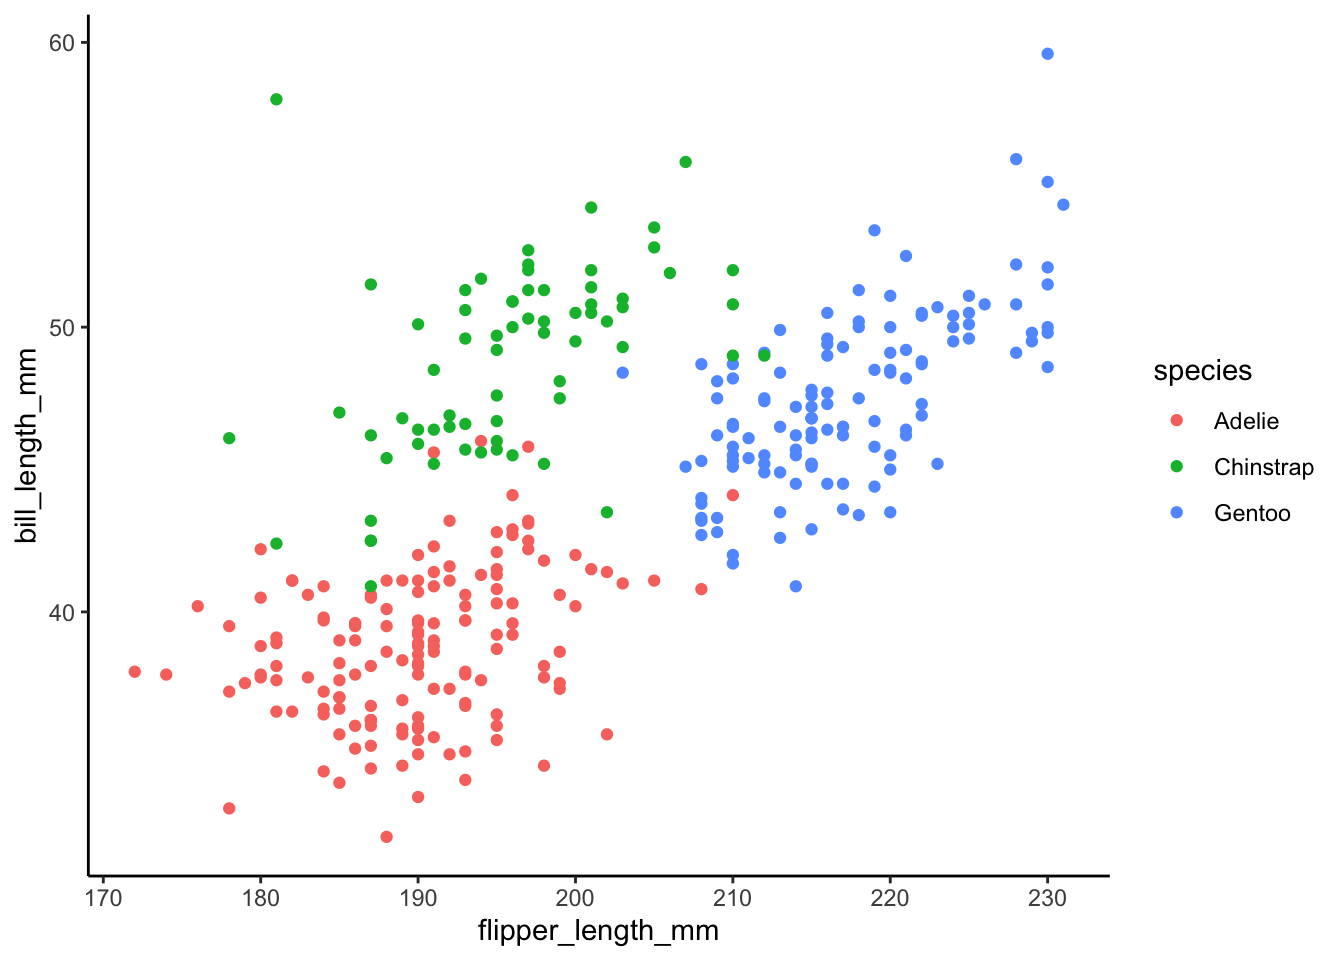 60
50
40
bill_length_mm
170 180 190 200 210 220 230
flipper_length_mm
species
Adelie
Chinstrap
Gentoo